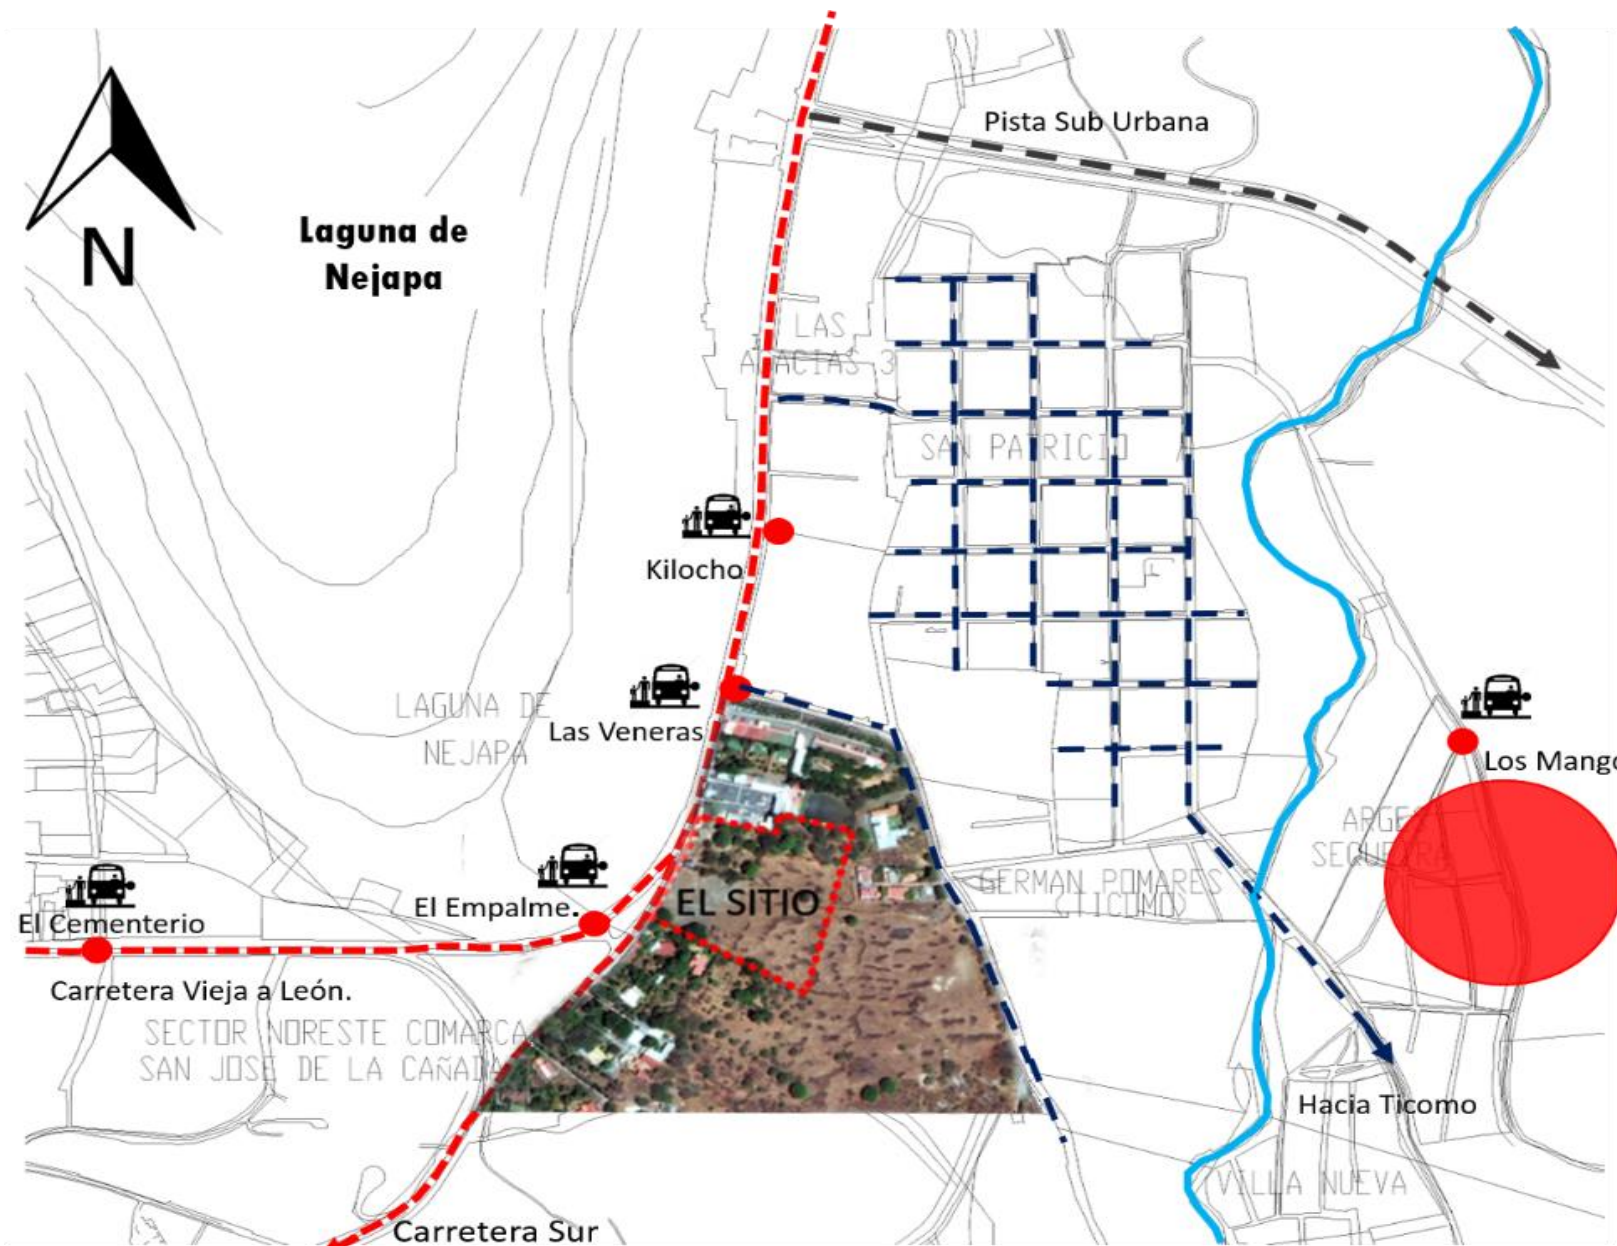 Pista Sub Urbana
Laguna de
Nejapa
N
LAS
ACACIAS 3
SAN PATRICIO
Kilocho
LAGUNA DE
NEJAPA
Las Veneras
Los Mango
ARGES
SEQUEIRA
EL SITIO
GERMAN POMARES
(TICOMO)
El Empalme.
El Cementerio
Carretera Vieja a León.
SECTOR NORESTE COMARCA
SAN JOSE DE LA CAÑADA
Hacia Ticomo
VILLA NUEVA
Carretera Sur